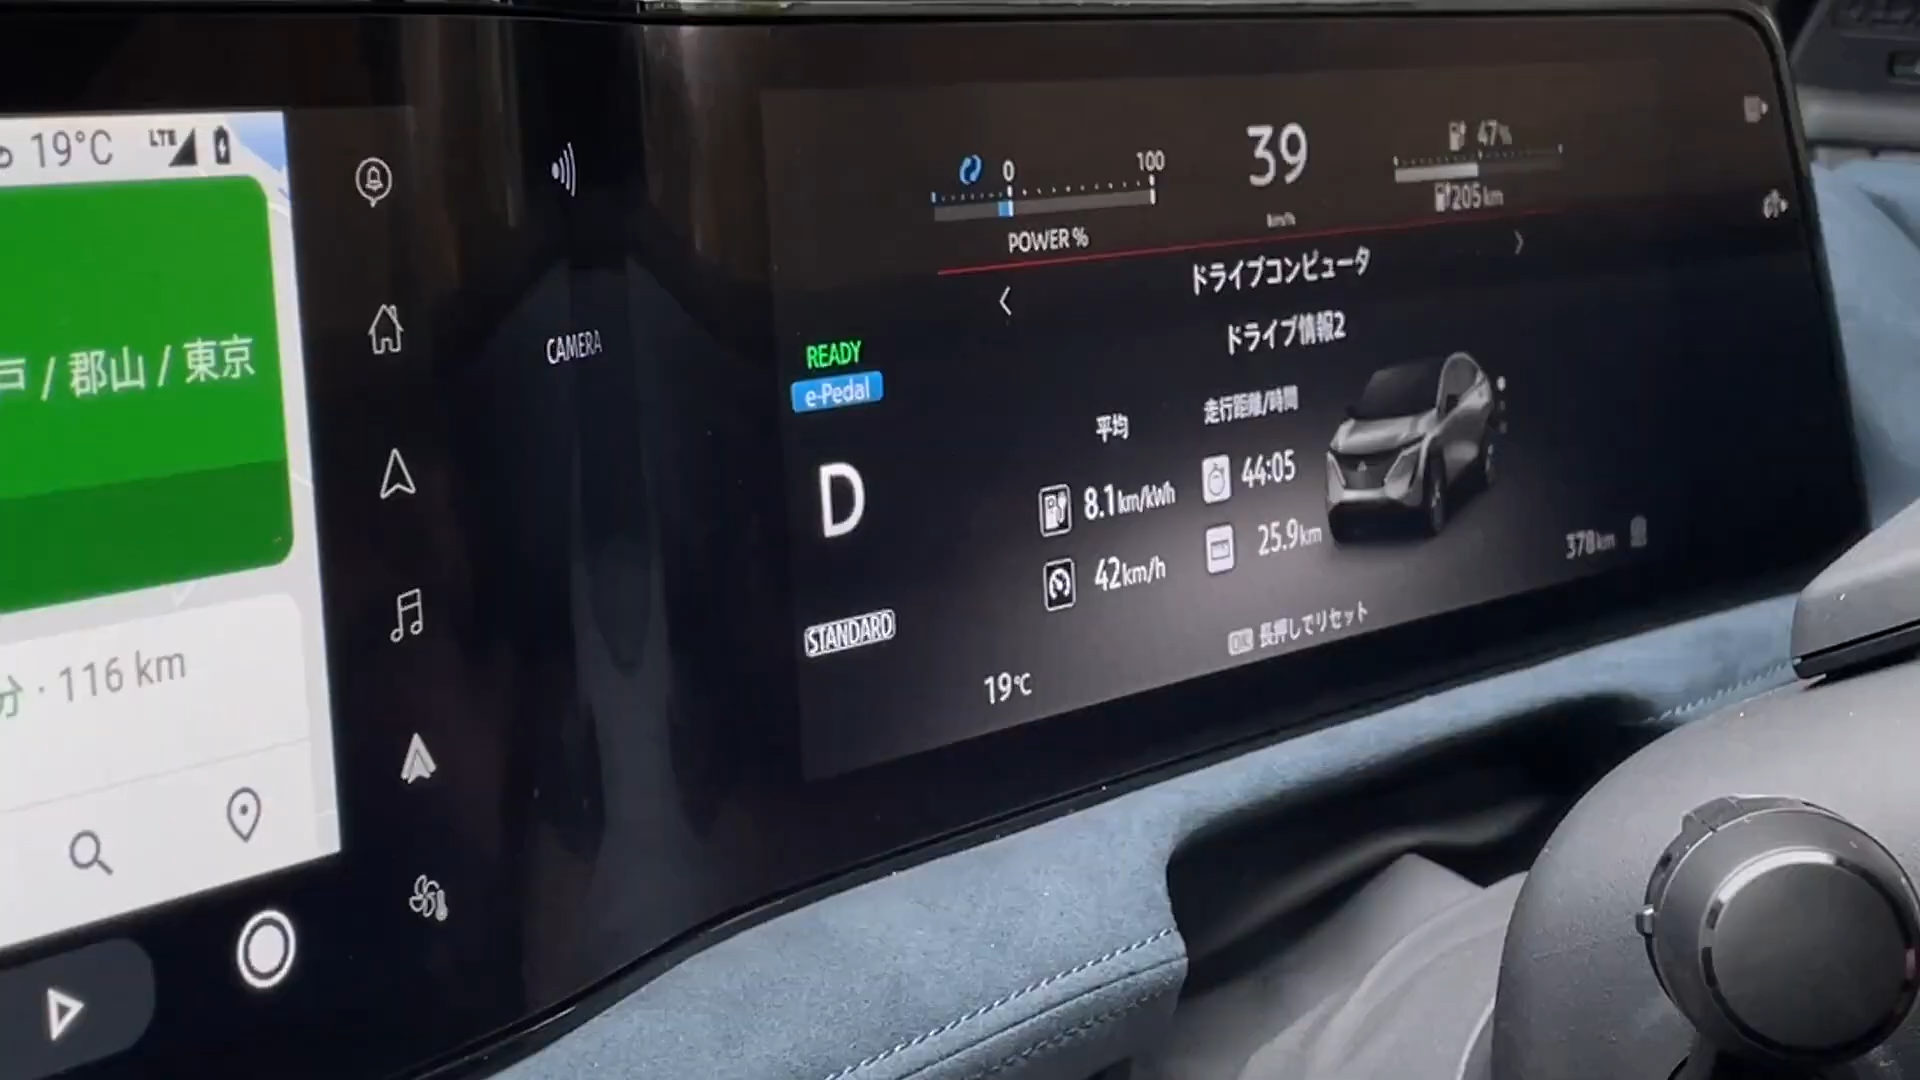 19°C LTE
/ 郡山 / 東京
分 · 116 km
CAMERA
0
100
POWER %
39
km/h
47%
205km
ドライブコンピュータ
ドライブ情報2
READY
e-Pedal
D
STANDARD
平均
走行距離/時間
8.1km/kWh
44:05
42km/h
25.9km
378km
OK 長押しでリセット
19℃